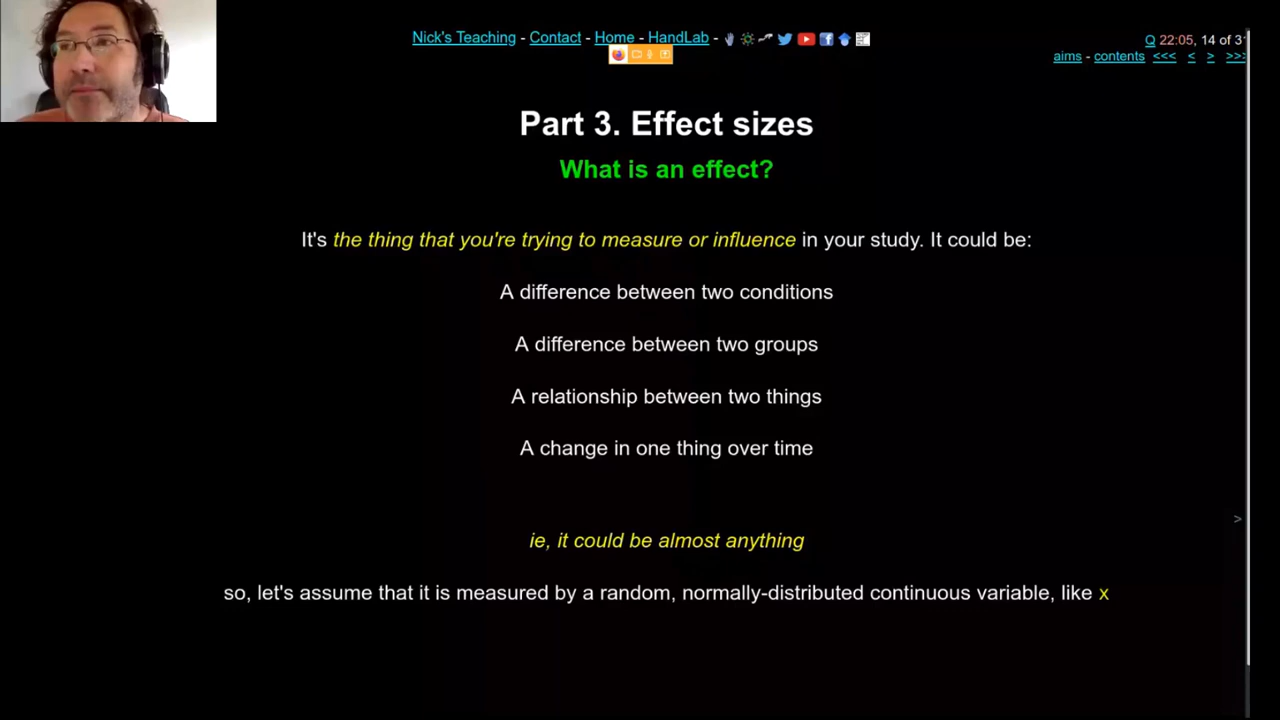 Nick's Teaching - Contact - Home - HandLab -
Q 22:05, 14 of 31
aims - contents <<< < > >>>
Part 3. Effect sizes
What is an effect?
It's the thing that you're trying to measure or influence in your study. It could be:
A difference between two conditions
A difference between two groups
A relationship between two things
A change in one thing over time
>
ie, it could be almost anything
so, let's assume that it is measured by a random, normally-distributed continuous variable, like x